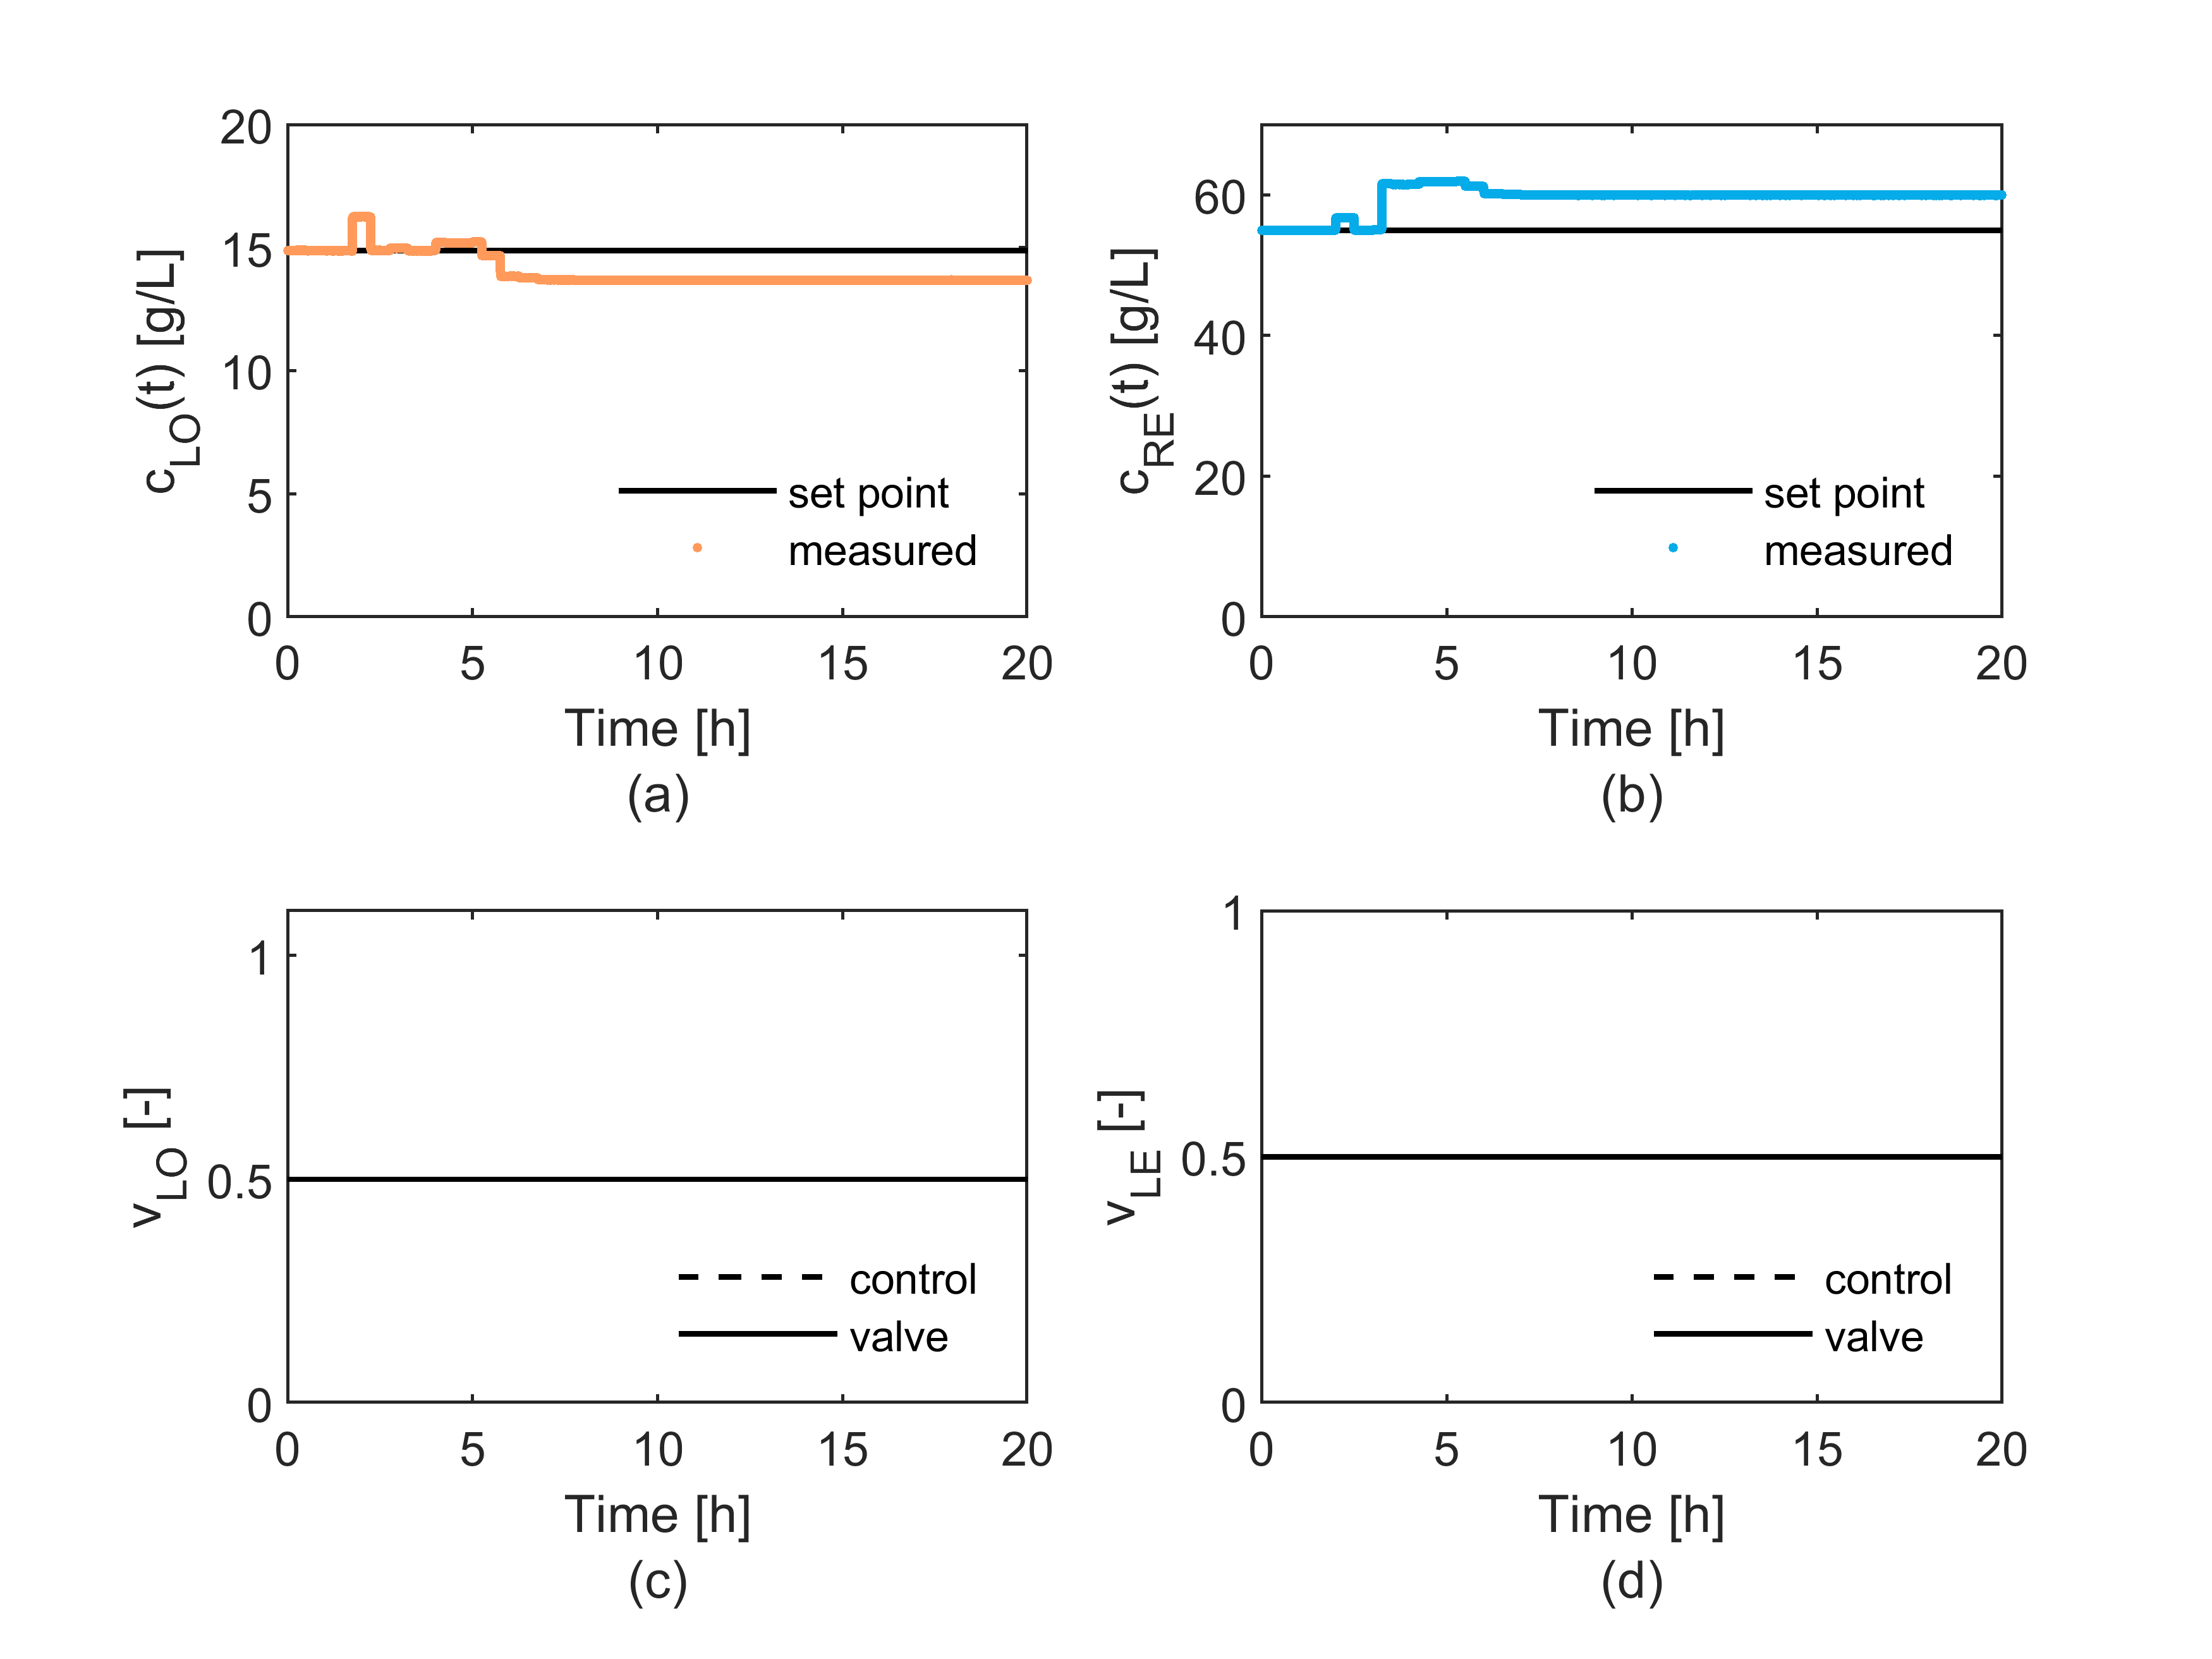 20
15
10
5
0
c_LO(t) [g/L]
set point
measured
0 5 10 15 20
Time [h]
(a)
60
40
20
0
c_RE(t) [g/L]
set point
measured
0 5 10 15 20
Time [h]
(b)
1
0.5
0
v_LO [-]
control
valve
0 5 10 15 20
Time [h]
(c)
1
0.5
0
v_LE [-]
control
valve
0 5 10 15 20
Time [h]
(d)